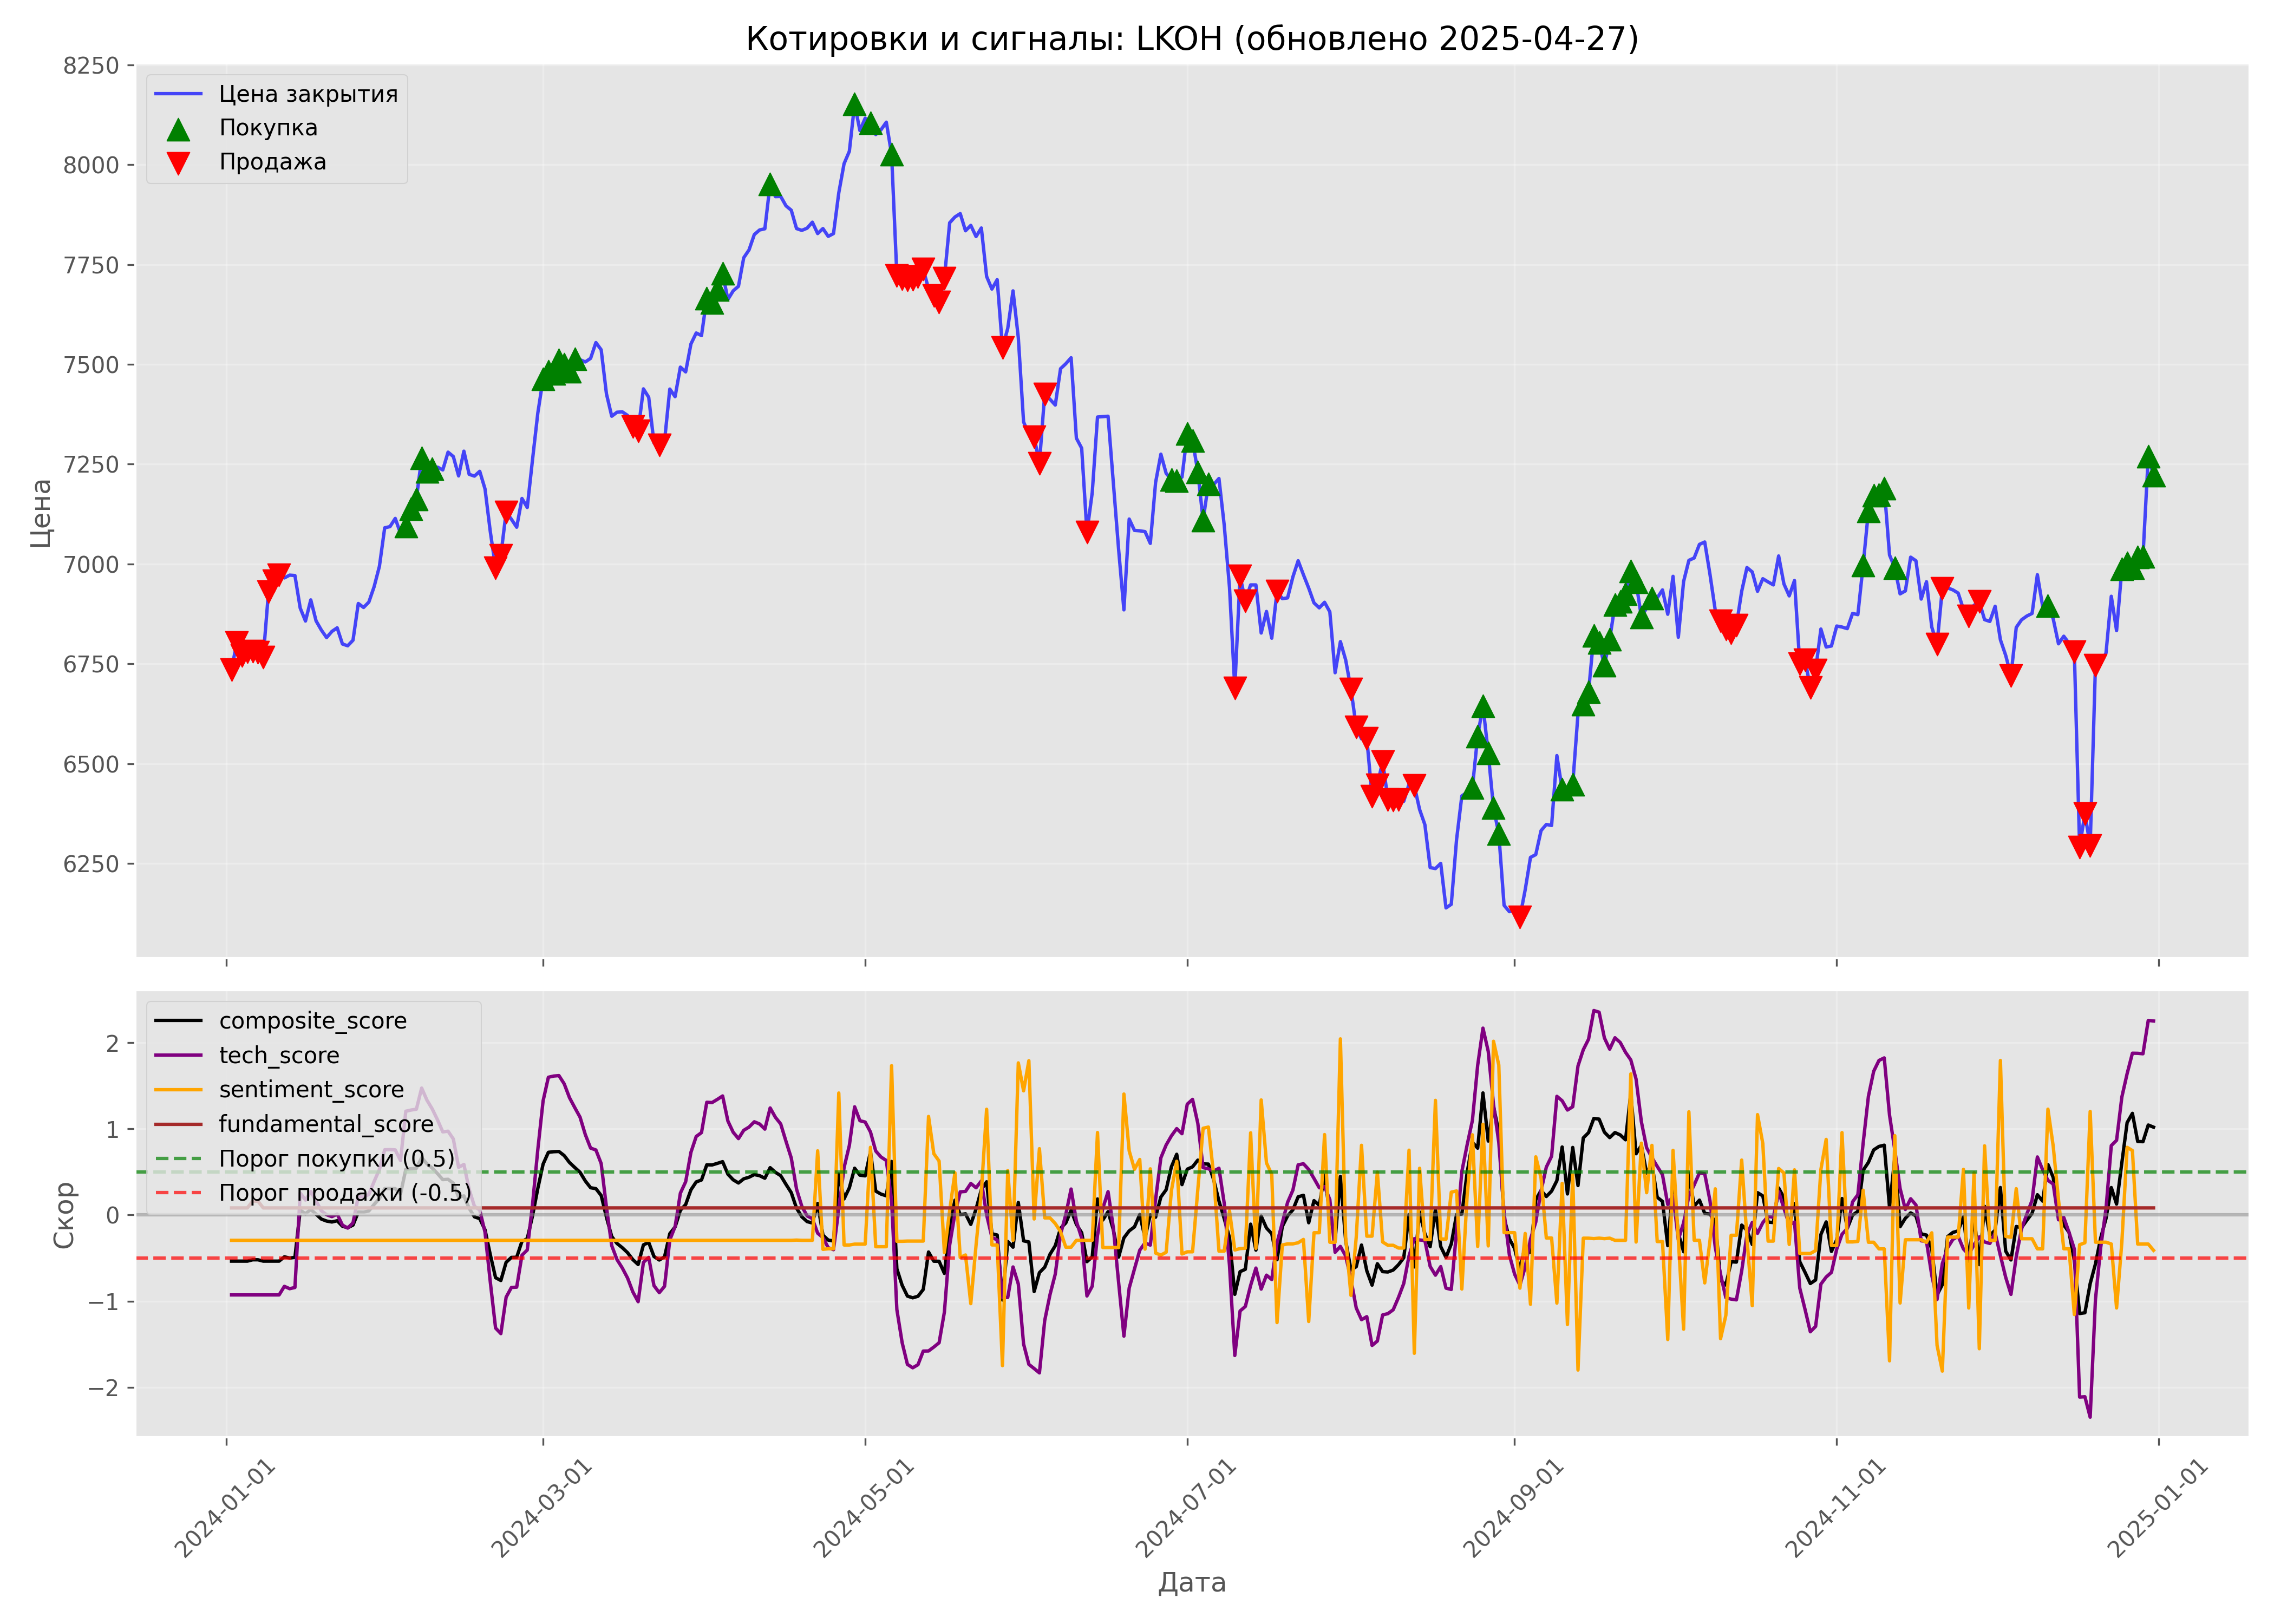 Котировки и сигналы: LKOH (обновлено 2025-04-27)
8250
8000
7750
7500
7250
7000
6750
6500
6250
Цена
Цена закрытия
Покупка
Продажа
2
1
0
−1
−2
Скор
composite_score
tech_score
sentiment_score
fundamental_score
Порог покупки (0.5)
Порог продажи (-0.5)
2024-01-01
2024-03-01
2024-05-01
2024-07-01
2024-09-01
2024-11-01
2025-01-01
Дата